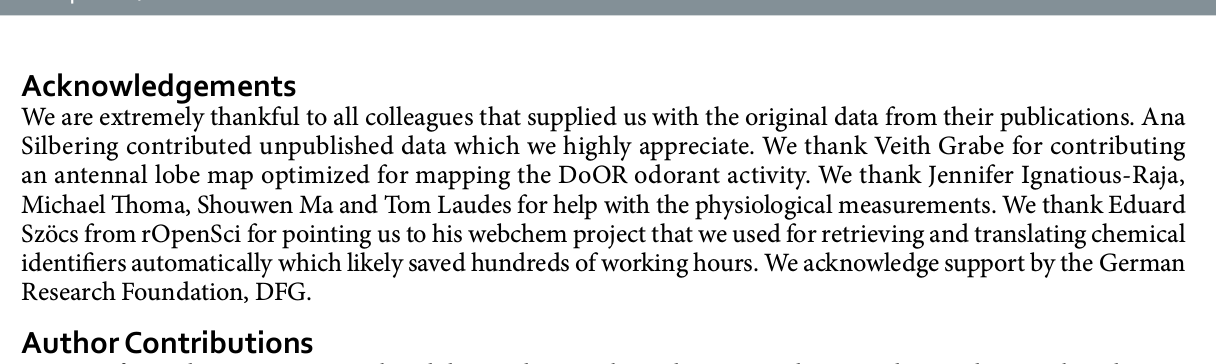 Acknowledgements
We are extremely thankful to all colleagues that supplied us with the original data from their publications. Ana
Silbering contributed unpublished data which we highly appreciate. We thank Veith Grabe for contributing
an antennal lobe map optimized for mapping the DoOR odorant activity. We thank Jennifer Ignatious-Raja,
Michael Thoma, Shouwen Ma and Tom Laudes for help with the physiological measurements. We thank Eduard
Szöcs from rOpenSci for pointing us to his webchem project that we used for retrieving and translating chemical
identifiers automatically which likely saved hundreds of working hours. We acknowledge support by the German
Research Foundation, DFG.
Author Contributions